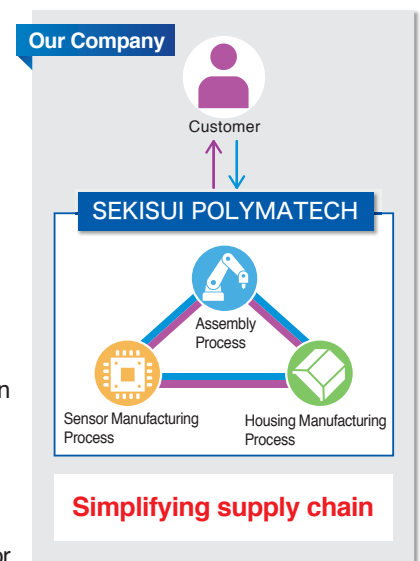 Our Company
Customer
SEKISUI POLYMATECH
Assembly
Process
Sensor Manufacturing
Process
Housing Manufacturing
Process
Simplifying supply chain